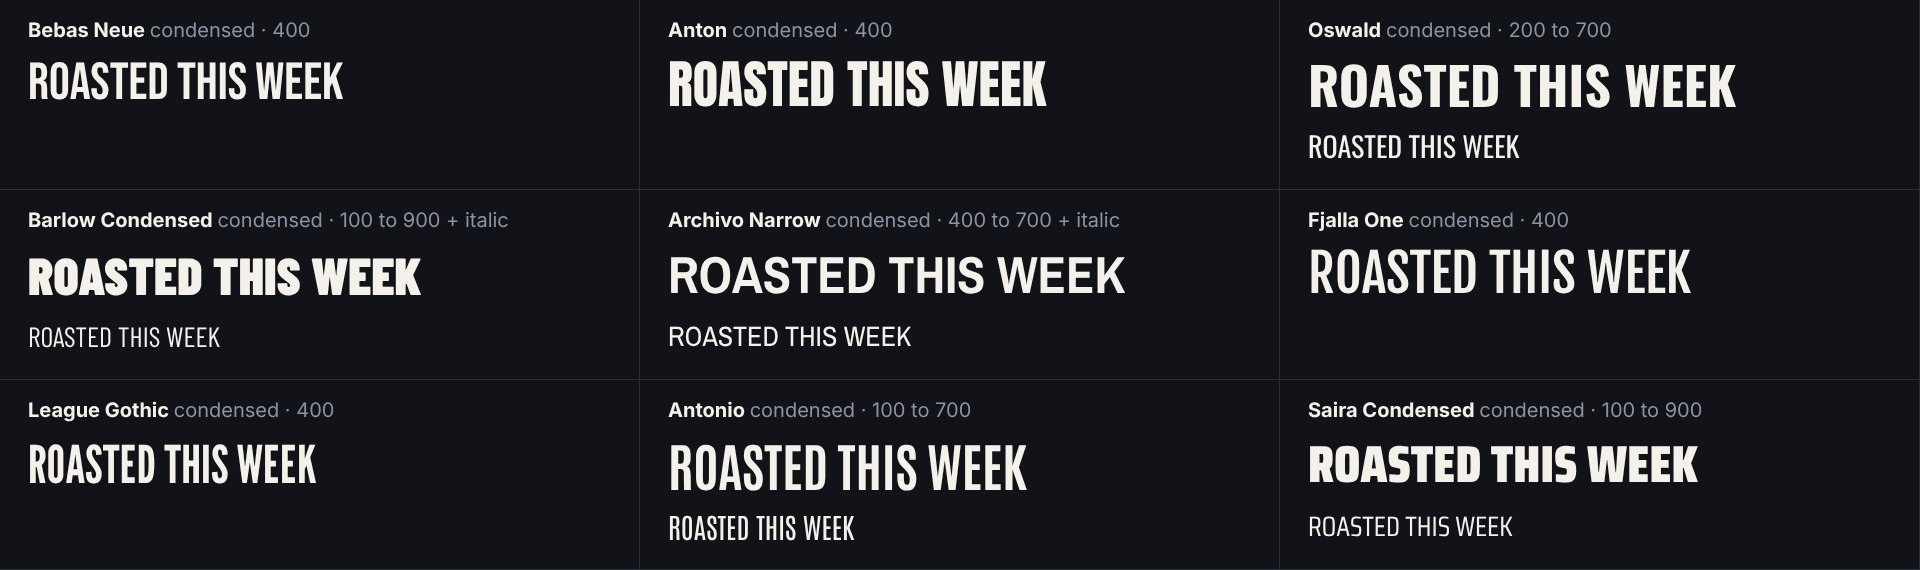 Bebas Neue condensed · 400
ROASTED THIS WEEK
Anton condensed · 400
ROASTED THIS WEEK
Oswald condensed · 200 to 700
ROASTED THIS WEEK
ROASTED THIS WEEK
Barlow Condensed condensed · 100 to 900 + italic
ROASTED THIS WEEK
ROASTED THIS WEEK
Archivo Narrow condensed · 400 to 700 + italic
ROASTED THIS WEEK
ROASTED THIS WEEK
Fjalla One condensed · 400
ROASTED THIS WEEK
League Gothic condensed · 400
ROASTED THIS WEEK
Antonio condensed · 100 to 700
ROASTED THIS WEEK
ROASTED THIS WEEK
Saira Condensed condensed · 100 to 900
ROASTED THIS WEEK
ROASTED THIS WEEK